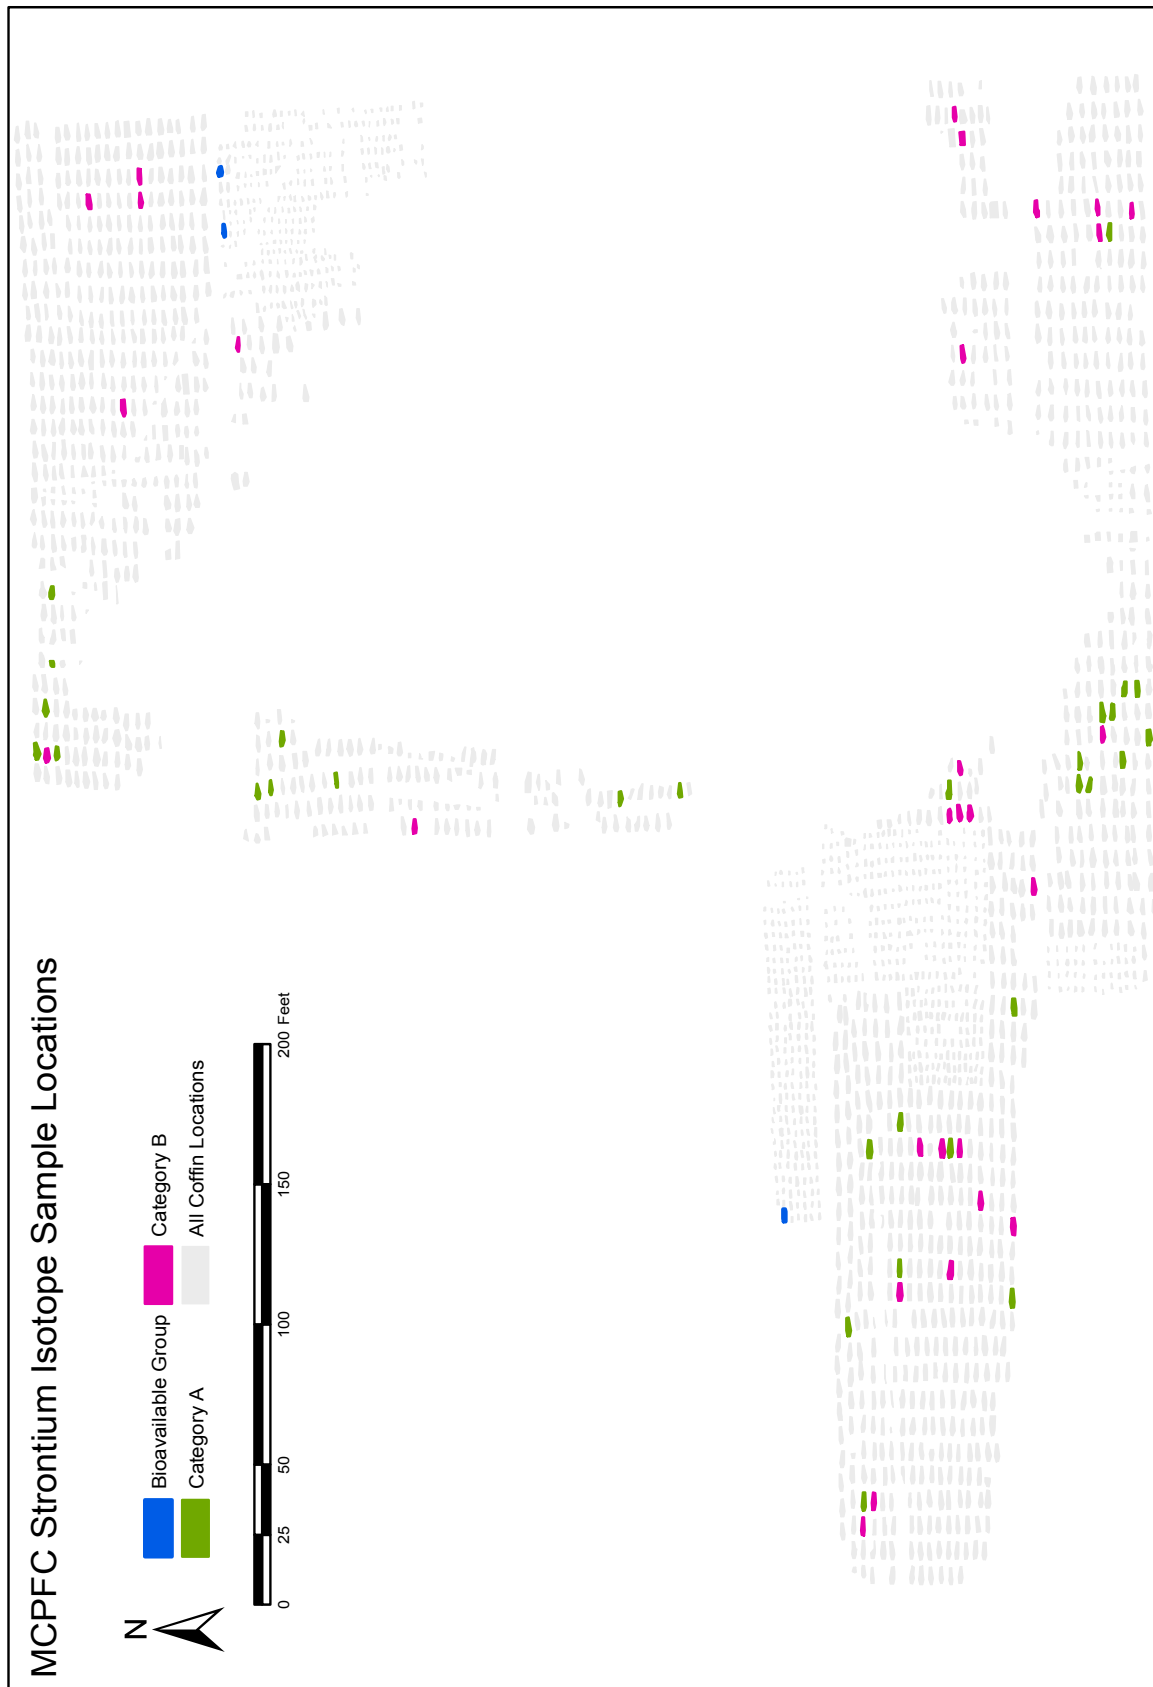 MCPFC Strontium Isotope Sample Locations
N
Bioavailable Group
Category B
Category A
All Coffin Locations
0 25 50 100 150 200 Feet